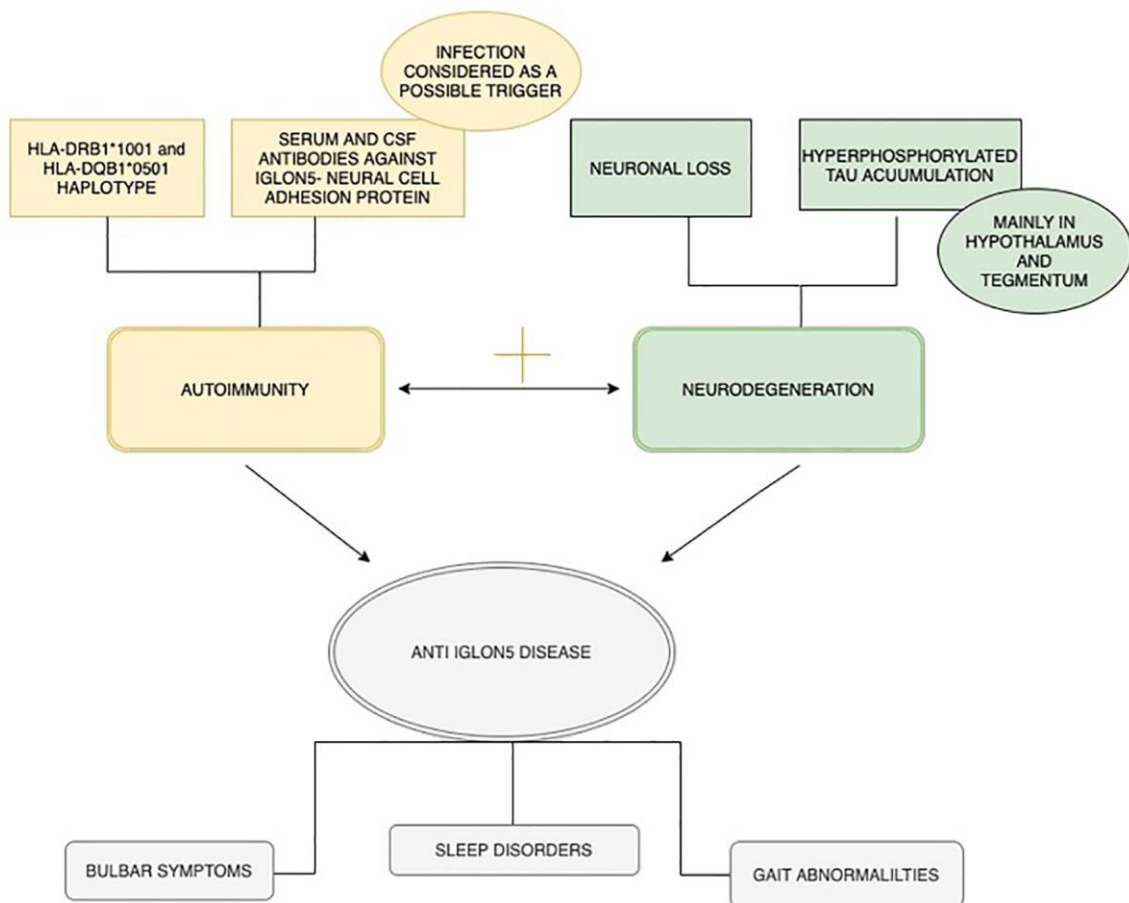 INFECTION
CONSIDERED AS A
POSSIBLE TRIGGER
HLA-DRB1*1001 and
HLA-DQB1*0501
HAPLOTYPE
SERUM AND CSF
ANTIBODIES AGAINST
IGLON5- NEURAL CELL
ADHESION PROTEIN
NEURONAL LOSS
HYPERPHOSPHORYLATED
TAU ACUUMULATION
MAINLY IN
HYPOTHALAMUS
AND
TEGMENTUM
AUTOIMMUNITY
NEURODEGENERATION
ANTI IGLON5 DISEASE
BULBAR SYMPTOMS
SLEEP DISORDERS
GAIT ABNORMALILTIES